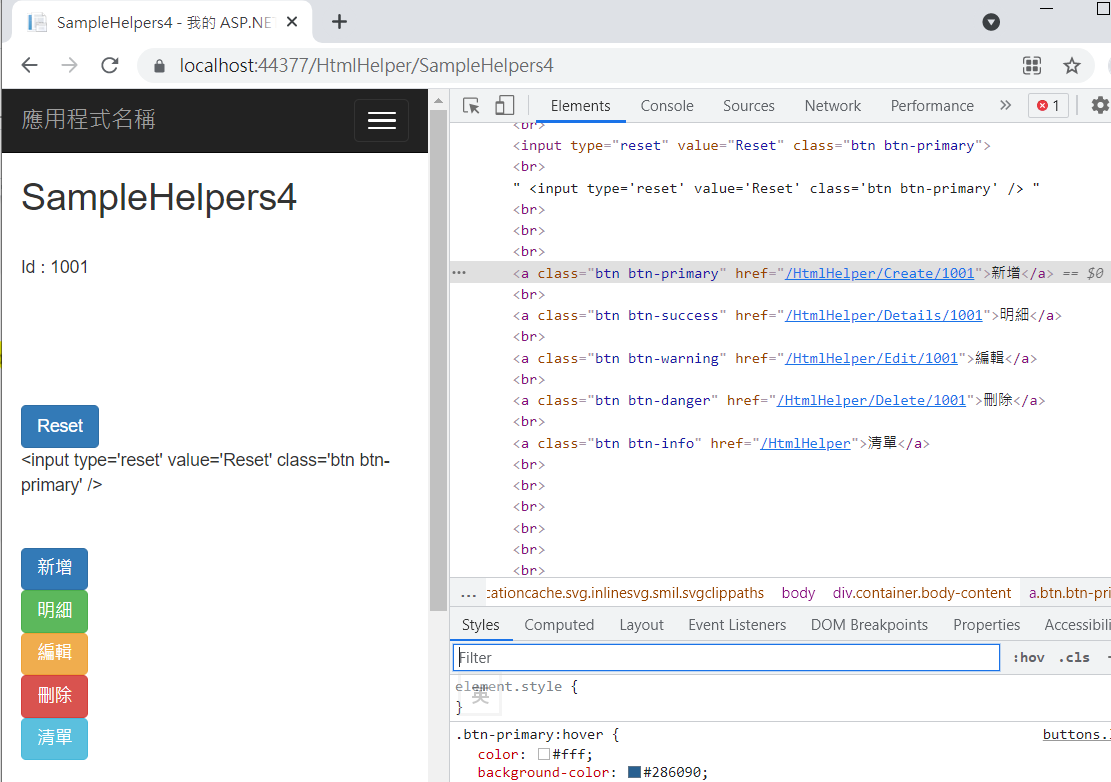 SampleHelpers4 - 我的 ASP.NE
localhost:44377/HtmlHelper/SampleHelpers4
應用程式名稱
SampleHelpers4
Id : 1001
Reset
<input type='reset' value='Reset' class='btn btn-
primary' />
新增
明細
編輯
刪除
清單
Elements Console Sources Network Performance » 1
<br>
<input type="reset" value="Reset" class="btn btn-primary">
<br>
" <input type='reset' value='Reset' class='btn btn-primary' /> "
<br>
<br>
<br>
… <a class="btn btn-primary" href="/HtmlHelper/Create/1001">新增</a> == $0
<br>
<a class="btn btn-success" href="/HtmlHelper/Details/1001">明細</a>
<br>
<a class="btn btn-warning" href="/HtmlHelper/Edit/1001">編輯</a>
<br>
<a class="btn btn-danger" href="/HtmlHelper/Delete/1001">刪除</a>
<br>
<a class="btn btn-info" href="/HtmlHelper">清單</a>
<br>
<br>
<br>
<br>
<br>
<br>
... cationcache.svg.inlinesvg.smil.svgclippaths body div.container.body-content a.btn.btn-pri
Styles Computed Layout Event Listeners DOM Breakpoints Properties Accessibili
Filter :hov .cls
element.style {
英
}
.btn-primary:hover { buttons.l
color: #fff;
background-color: #286090;